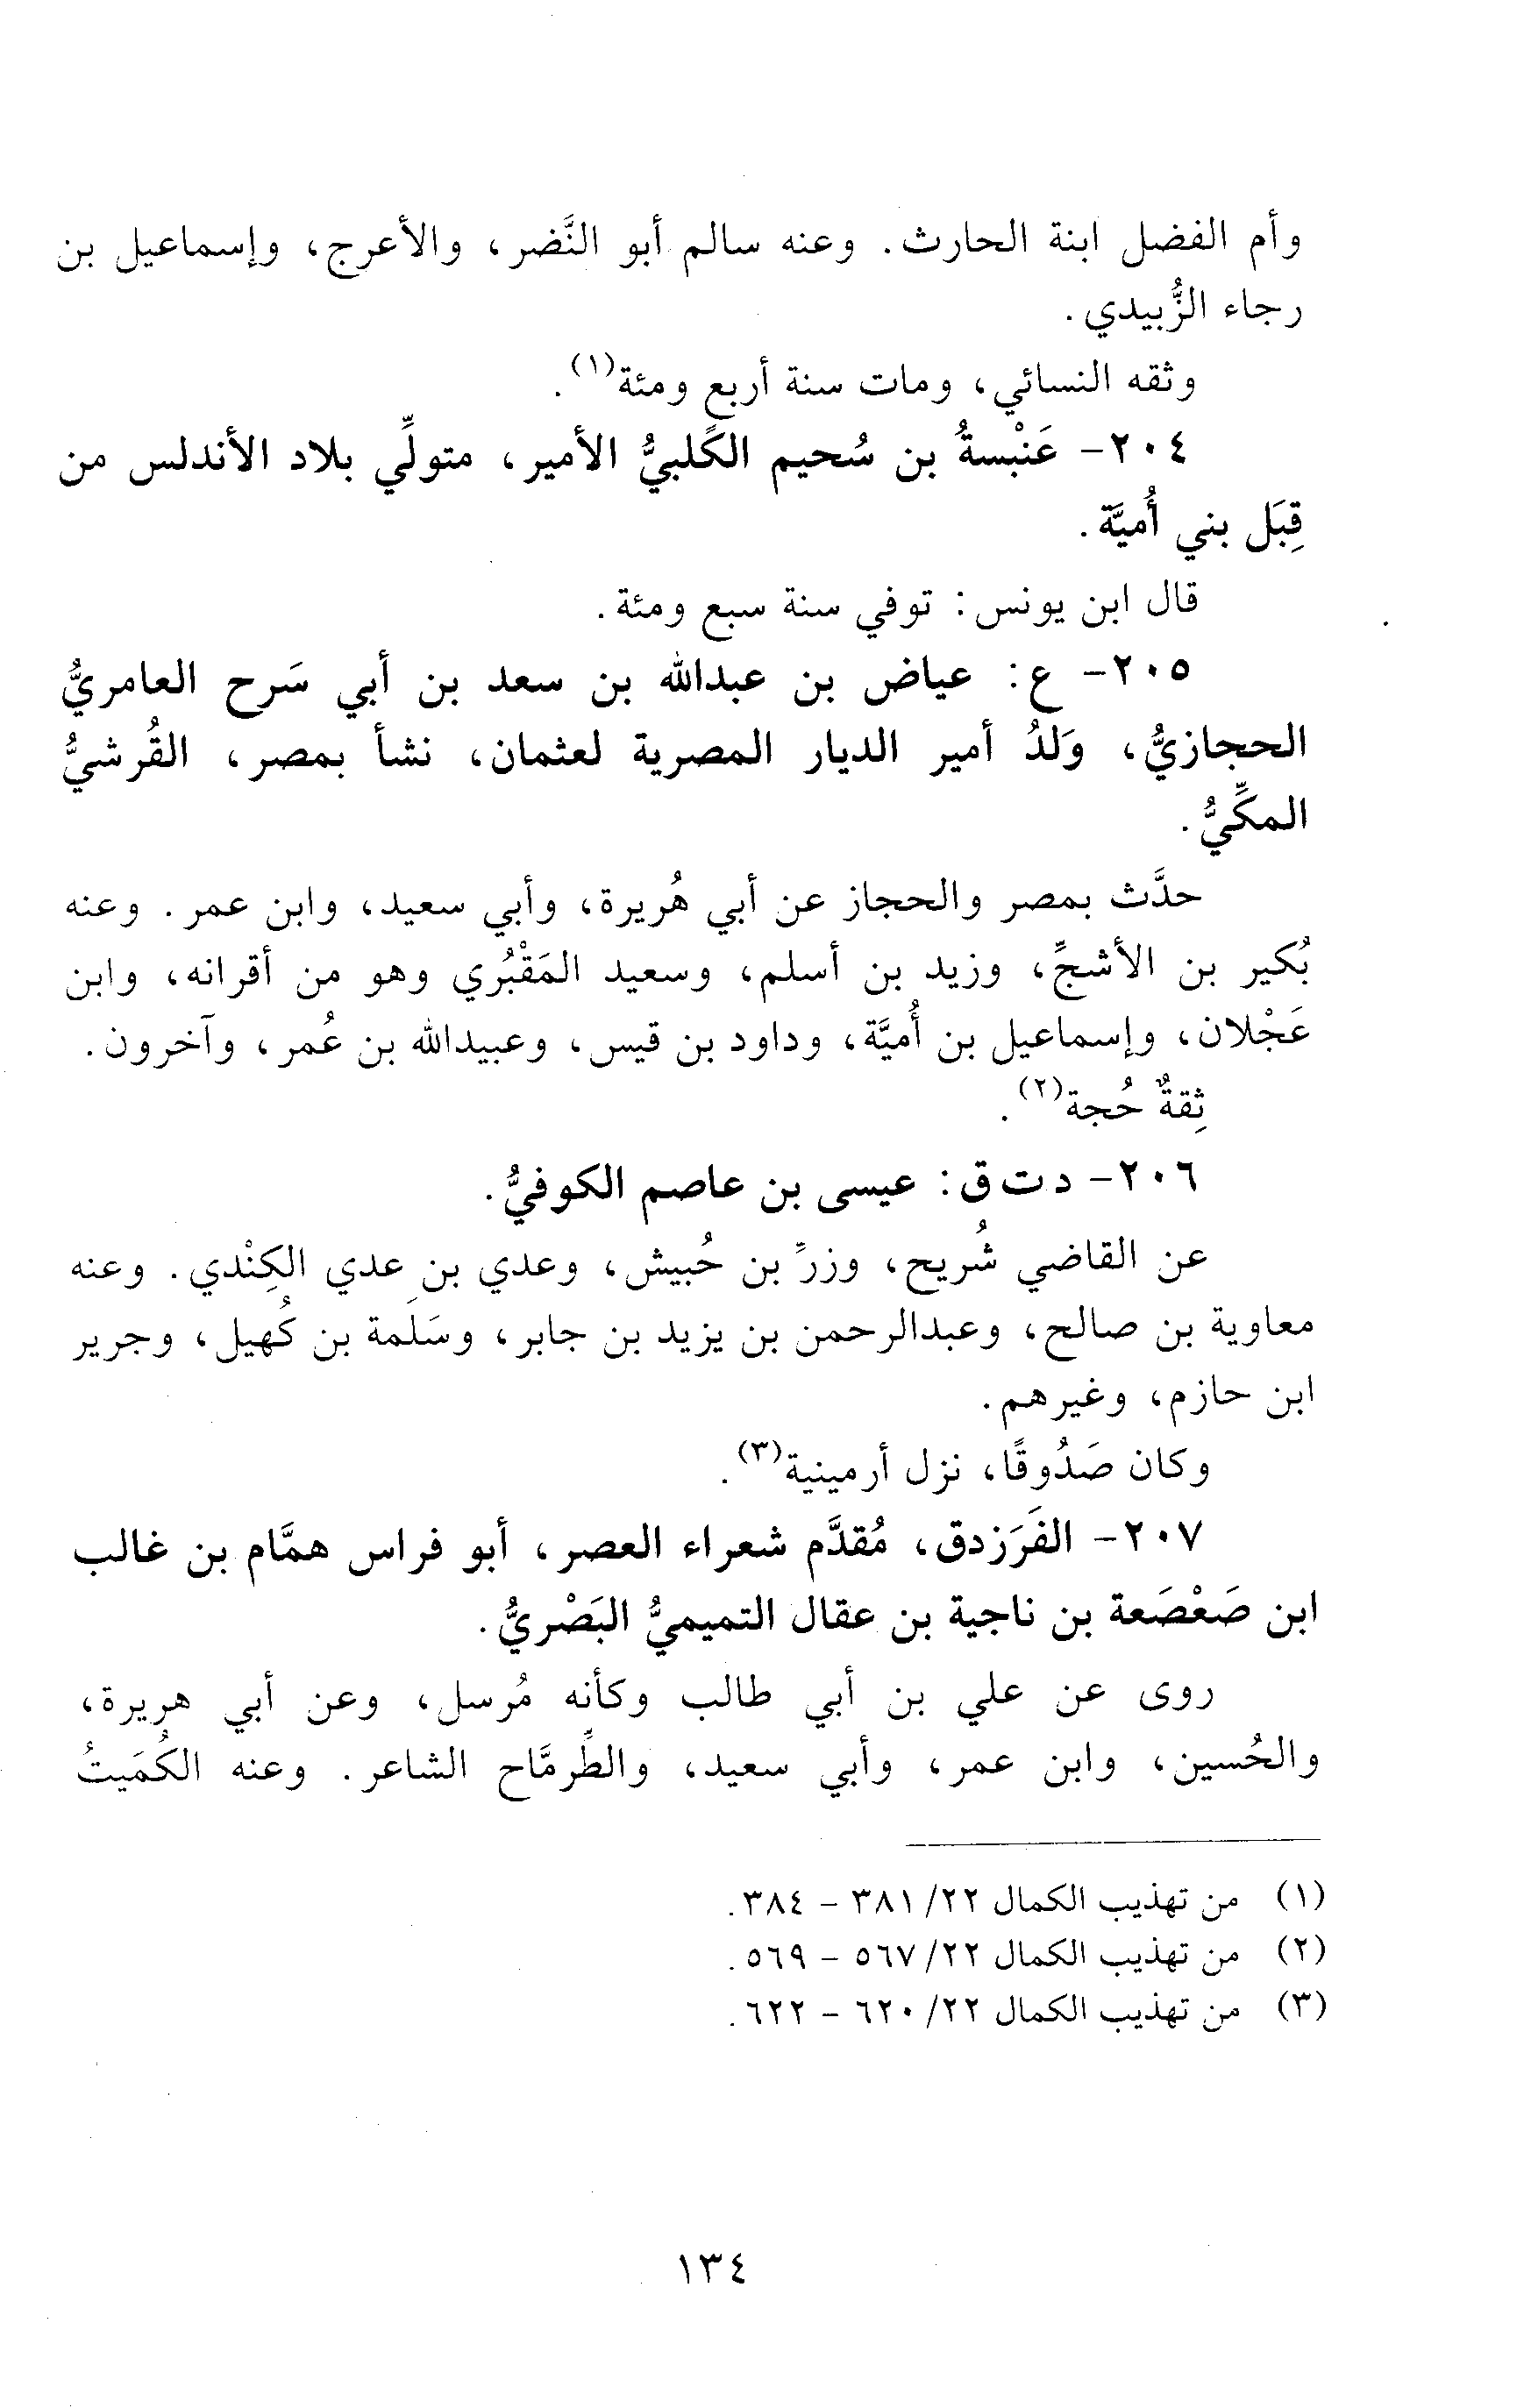 وأم الفضل ابنة الحارث. وعنه سالم أبو النَّضر، والأعرج، وإسماعيل بن
رجاء الزُّبيدي.
وثقه النسائي، ومات سنة أربع ومئة(١).
٢٠٤- عَنْبسةُ بن سُحيم الكَلبيُّ الأمير، متولِّي بلاد الأندلس من
قِبَل بني أُميَّة.
قال ابن يونس: توفي سنة سبع ومئة.
٢٠٥- ع: عياض بن عبدالله بن سعد بن أبي سَرح العامريُّ
الحجازيُّ، وَلدُ أمير الديار المصرية لعثمان، نشأ بمصر، القُرشيُّ
المكِّيُّ.
حدَّث بمصر والحجاز عن أبي هُريرة، وأبي سعيد، وابن عمر. وعنه
بُكير بن الأشجِّ، وزيد بن أسلم، وسعيد المَقْبُري وهو من أقرانه، وابن
عَجْلان، وإسماعيل بن أُميَّة، وداود بن قيس، وعبيدالله بن عُمر، وآخرون.
ثِقةٌ حُجة(٢).
٢٠٦- د ت ق: عيسى بن عاصم الكوفيُّ.
عن القاضي شُريح، وزرِّ بن حُبيش، وعدي بن عدي الكِنْدي. وعنه
معاوية بن صالح، وعبدالرحمن بن يزيد بن جابر، وسَلَمة بن كُهيل، وجرير
ابن حازم، وغيرهم.
وكان صَدُوقًا، نزل أرمينية(٣).
٢٠٧- الفَرَزدق، مُقدَّم شعراء العصر، أبو فراس همَّام بن غالب
ابن صَعْصَعة بن ناجية بن عقال التميميُّ البَصْريُّ.
روى عن علي بن أبي طالب وكأنه مُرسل، وعن أبي هريرة،
والحُسين، وابن عمر، وأبي سعيد، والطِّرمَّاح الشاعر. وعنه الكُمَيتُ
(١) من تهذيب الكمال ٢٢/ ٣٨١ - ٣٨٤.
(٢) من تهذيب الكمال ٢٢/ ٥٦٧ - ٥٦٩.
(٣) من تهذيب الكمال ٢٢/ ٦٢٠ - ٦٢٢.
١٣٤